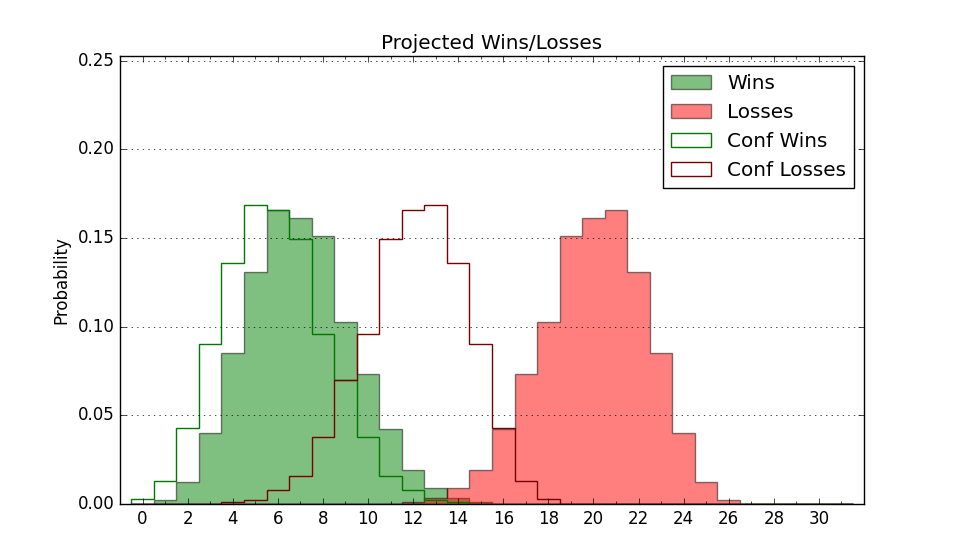 Projected Wins/Losses
0.25
0.20
0.15
0.10
0.05
0.00
Probability
Wins
Losses
Conf Wins
Conf Losses
0 2 4 6 8 10 12 14 16 18 20 22 24 26 28 30